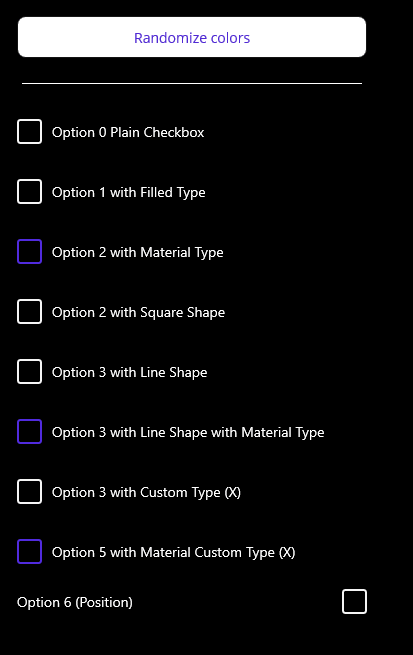 Randomize colors
Option 0 Plain Checkbox
Option 1 with Filled Type
Option 2 with Material Type
Option 2 with Square Shape
Option 3 with Line Shape
Option 3 with Line Shape with Material Type
Option 3 with Custom Type (X)
Option 5 with Material Custom Type (X)
Option 6 (Position)